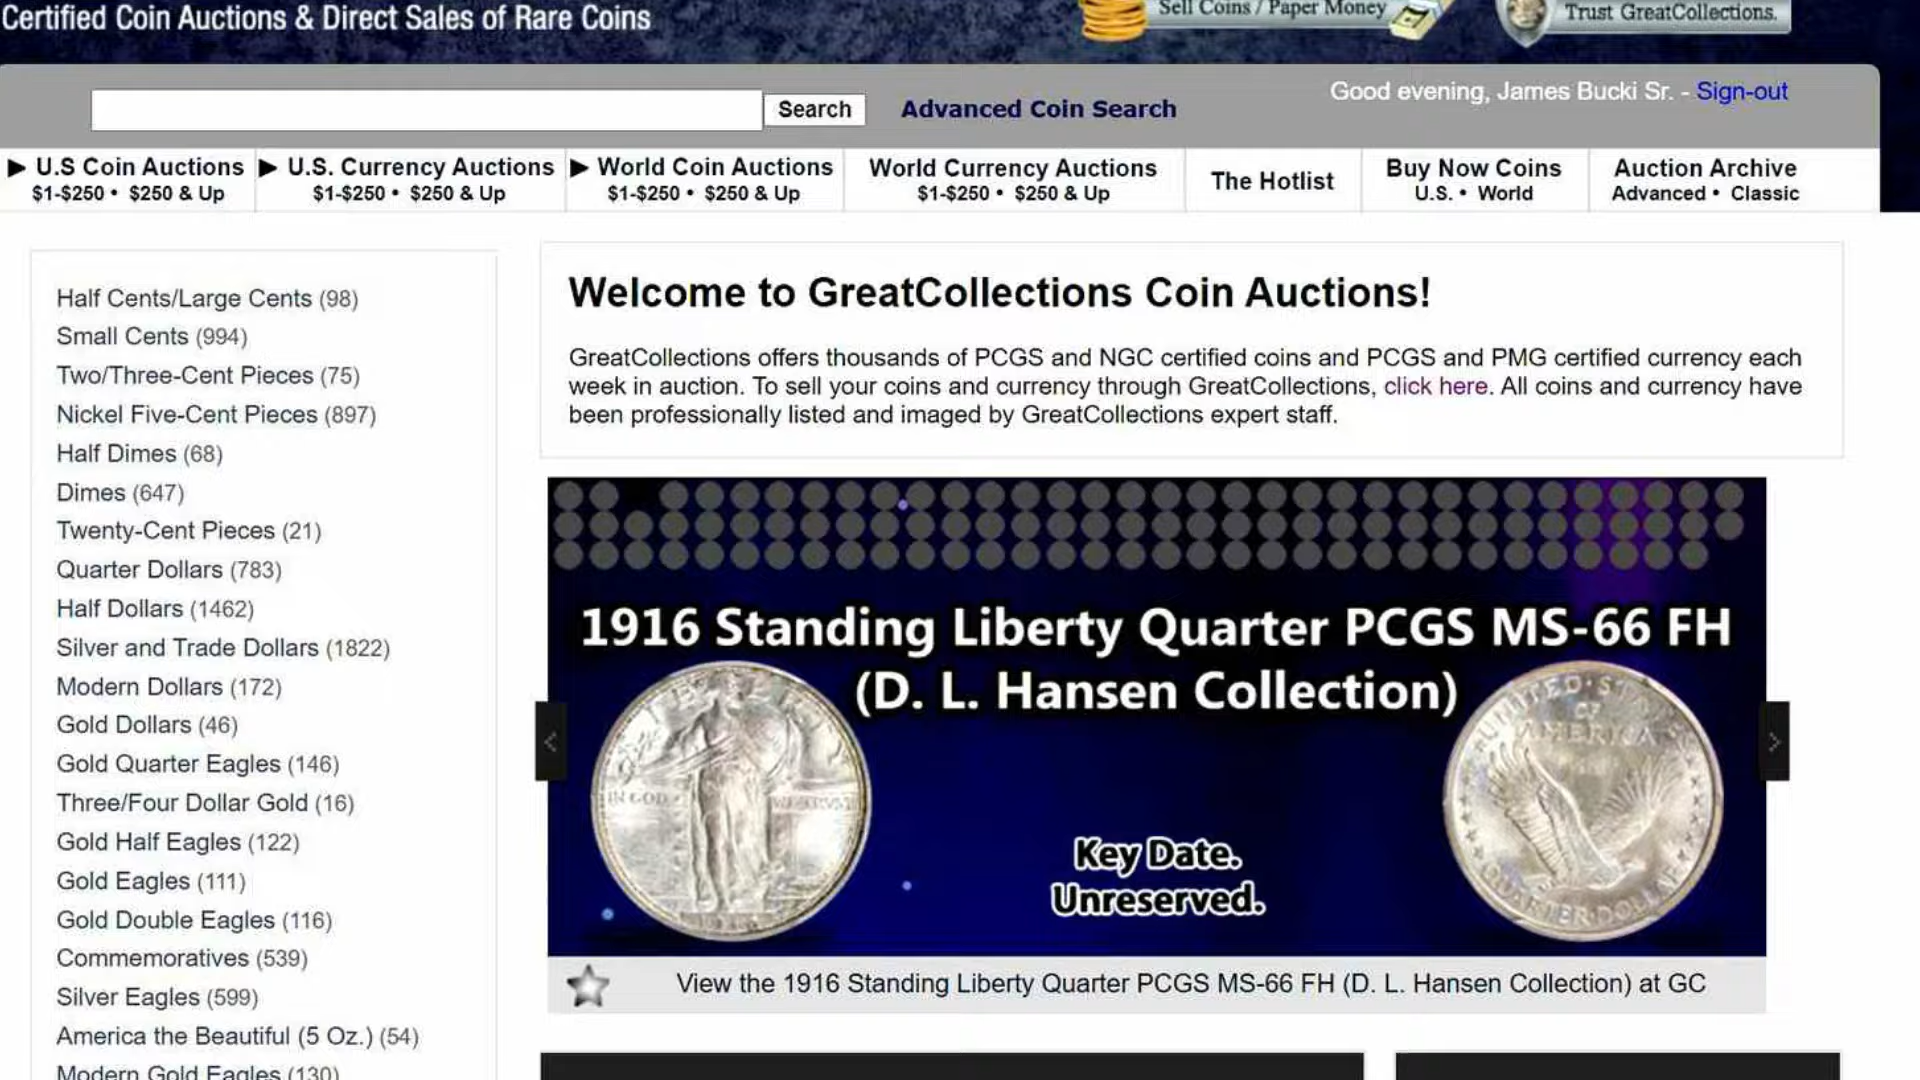 Certified Coin Auctions & Direct Sales of Rare Coins
Sell Coins / Paper Money
Trust GreatCollections.
Good evening, James Bucki Sr. - Sign-out
Search
Advanced Coin Search
▶ U.S Coin Auctions
$1-$250 • $250 & Up
▶ U.S. Currency Auctions
$1-$250 • $250 & Up
▶ World Coin Auctions
$1-$250 • $250 & Up
World Currency Auctions
$1-$250 • $250 & Up
The Hotlist
Buy Now Coins
U.S. • World
Auction Archive
Advanced • Classic
Half Cents/Large Cents (98)
Small Cents (994)
Two/Three-Cent Pieces (75)
Nickel Five-Cent Pieces (897)
Half Dimes (68)
Dimes (647)
Twenty-Cent Pieces (21)
Quarter Dollars (783)
Half Dollars (1462)
Silver and Trade Dollars (1822)
Modern Dollars (172)
Gold Dollars (46)
Gold Quarter Eagles (146)
Three/Four Dollar Gold (16)
Gold Half Eagles (122)
Gold Eagles (111)
Gold Double Eagles (116)
Commemoratives (539)
Silver Eagles (599)
America the Beautiful (5 Oz.) (54)
Modern Gold Eagles (130)
Welcome to GreatCollections Coin Auctions!
GreatCollections offers thousands of PCGS and NGC certified coins and PCGS and PMG certified currency each
week in auction. To sell your coins and currency through GreatCollections, click here. All coins and currency have
been professionally listed and imaged by GreatCollections expert staff.
1916 Standing Liberty Quarter PCGS MS-66 FH
(D. L. Hansen Collection)
LIBERTY
IN GOD WE TRUST
UNITED·STATES
OF
AMERICA
QUARTER·DOLLAR
Key Date.
Unreserved.
View the 1916 Standing Liberty Quarter PCGS MS-66 FH (D. L. Hansen Collection) at GC